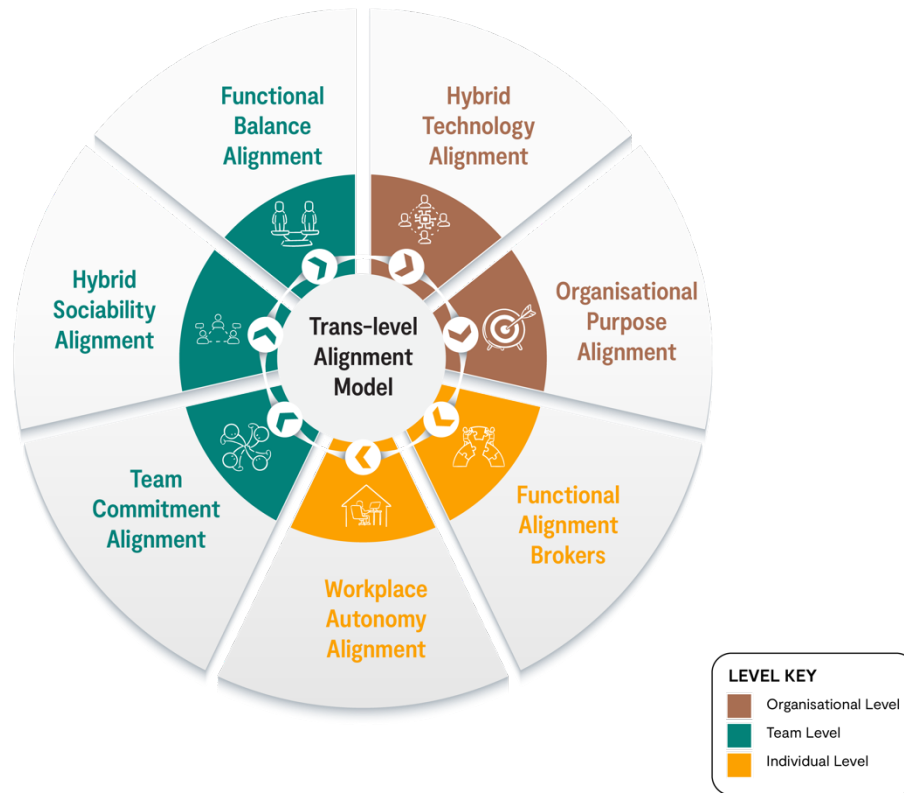 Functional
Balance
Alignment
Hybrid
Technology
Alignment
Hybrid
Sociability
Alignment
Trans-level
Alignment
Model
Organisational
Purpose
Alignment
Team
Commitment
Alignment
Functional
Alignment
Brokers
Workplace
Autonomy
Alignment
LEVEL KEY
Organisational Level
Team Level
Individual Level